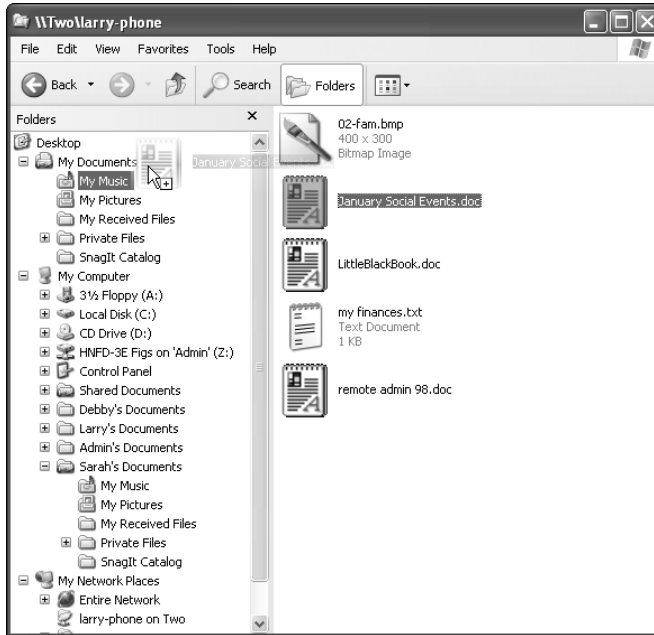 \\Two\larry-phone
File Edit View Favorites Tools Help
Back Search Folders
Folders
Desktop
My Documents
My Music
My Pictures
My Received Files
Private Files
SnagIt Catalog
My Computer
3½ Floppy (A:)
Local Disk (C:)
CD Drive (D:)
HNFD-3E Figs on 'Admin' (Z:)
Control Panel
Shared Documents
Debby's Documents
Larry's Documents
Admin's Documents
Sarah's Documents
My Music
My Pictures
My Received Files
Private Files
SnagIt Catalog
My Network Places
Entire Network
larry-phone on Two
January Social Events
02-fam.bmp
400 x 300
Bitmap Image
January Social Events.doc
LittleBlackBook.doc
my finances.txt
Text Document
1 KB
remote admin 98.doc